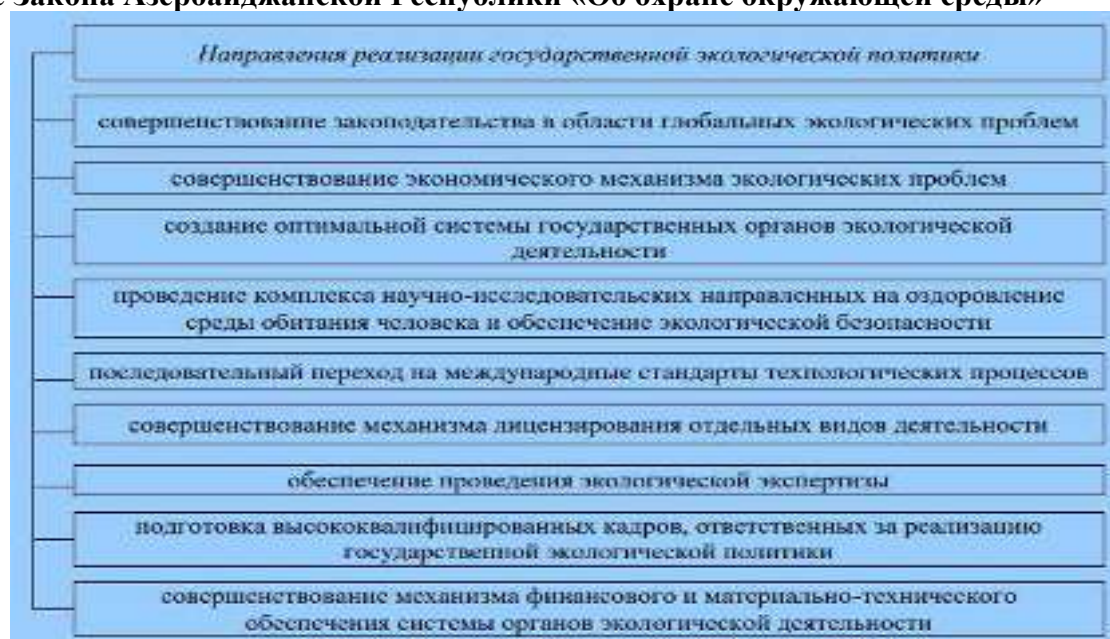 Закона Азербайджанской Республики «Об охране окружающей среды»
Направления реализации государственной экологической политики
совершенствование законодательства в области глобальных экологических проблем
совершенствование экономического механизма экологических проблем
создание оптимальной системы государственных органов экологической
деятельности
проведение комплекса научно-исследовательских направленных на оздоровление
среды обитания человека и обеспечение экологической безопасности
последовательный переход на международные стандарты технологических процессов
совершенствование механизма лицензирования отдельных видов деятельности
обеспечение проведения экологической экспертизы
подготовка высококвалифицированных кадров, ответственных за реализацию
государственной экологической политики
совершенствование механизма финансового и материально-технического
обеспечения системы органов экологической деятельности